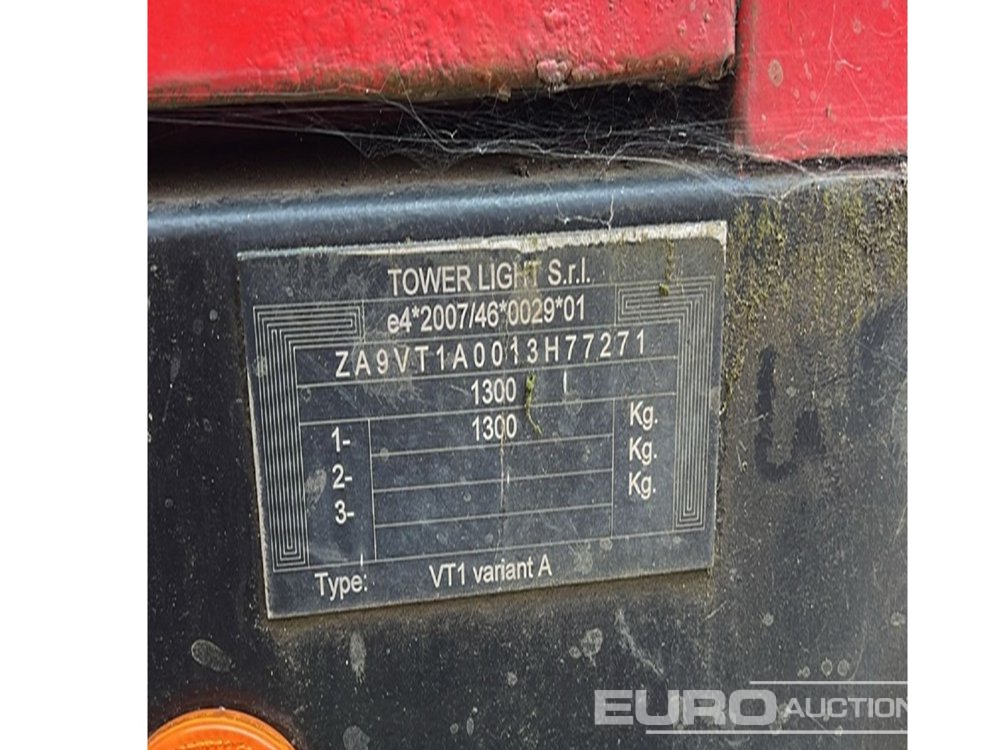 TOWER LIGHT S.r.l.
e4*2007/46*0029*01
ZA9VT1A0013H77271
1300
1- 1300 Kg.
2- Kg.
3- Kg.
Type: VT1 variant A
EURO AUCTION